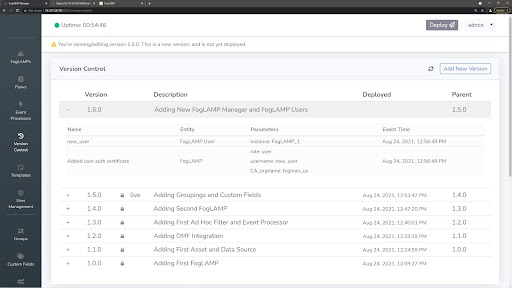 FogLAMP Manager
Uptime: 00:54:46
Deploy
admin
You're viewing/editing version 1.6.0. This is a new version, and is not yet deployed.
FogLAMPs
Flows
Event
Processors
Version
Control
Templates
User
Management
Groups
Custom Fields
Version Control
Add New Version
Version Description Deployed Parent
- 1.6.0 Adding New FogLAMP Manager and FogLAMP Users 1.5.0
Name Entity Parameters Event Time
new_user FogLAMP User instance: FogLAMP_1 Aug 24, 2021, 12:56:49 PM
role: user
Added user auth certificate FogLAMP username: new_user Aug 24, 2021, 12:56:49 PM
CA_orgname: fogman_ca
+ 1.5.0 live Adding Groupings and Custom Fields Aug 24, 2021, 12:53:47 PM 1.4.0
+ 1.4.0 Adding Second FogLAMP Aug 24, 2021, 12:47:20 PM 1.3.0
+ 1.3.0 Adding First Ad Hoc Filter and Event Processor Aug 24, 2021, 12:40:01 PM 1.2.0
+ 1.2.0 Adding OMF Integration Aug 24, 2021, 12:33:19 PM 1.1.0
+ 1.1.0 Adding First Asset and Data Source Aug 24, 2021, 12:24:59 PM 1.0.0
+ 1.0.0 Adding First FogLAMP Aug 24, 2021, 12:09:27 PM